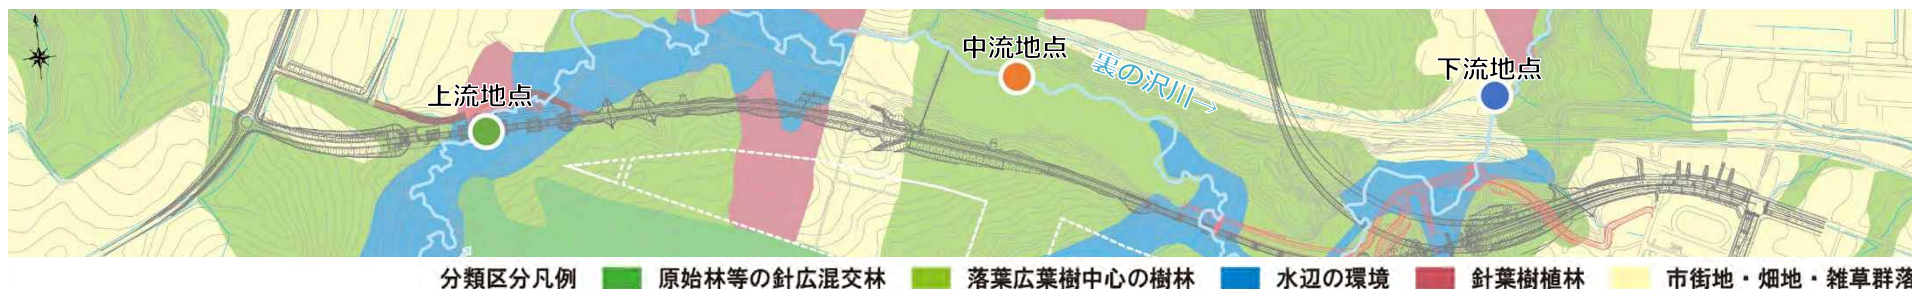 中流地点
裏の沢川→
下流地点
上流地点
分類区分凡例 原始林等の針広混交林 落葉広葉樹中心の樹林 水辺の環境 針葉樹植林 市街地・畑地・雑草群落